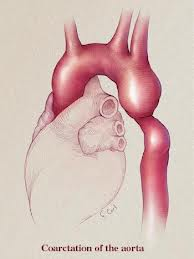 Coarctation of the aorta